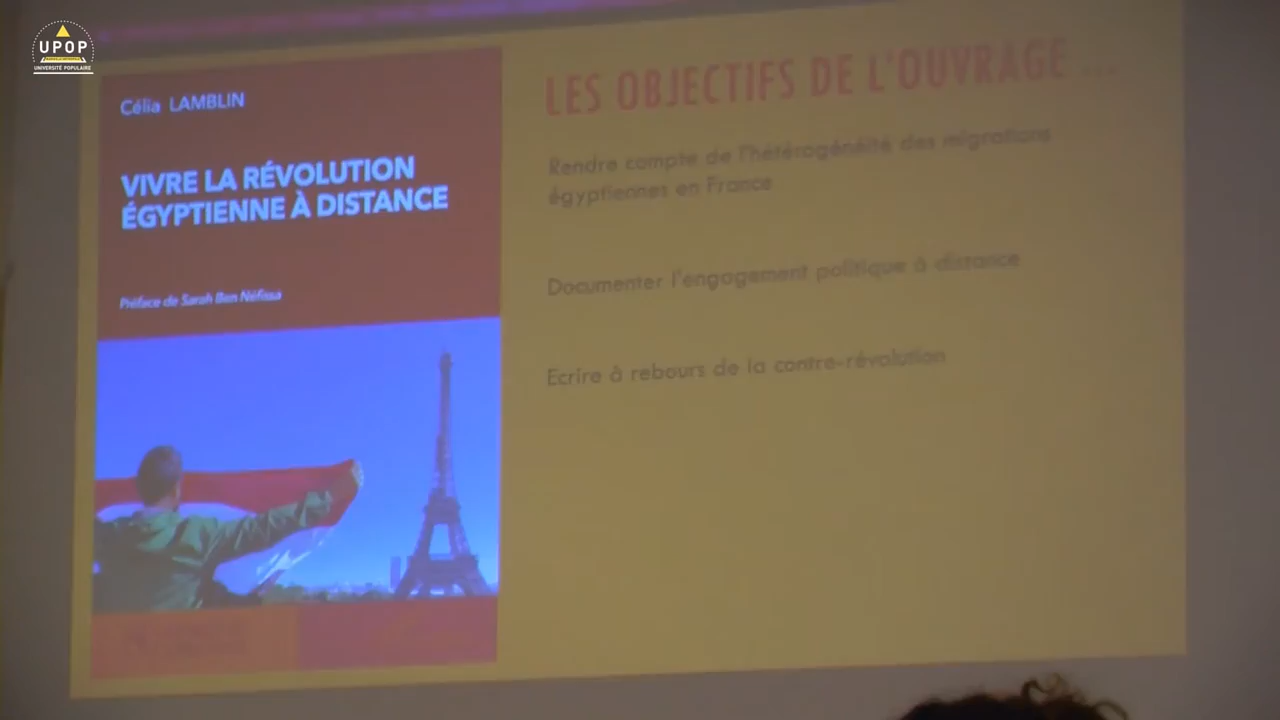 UPOP
UNIVERSITÉ POPULAIRE
Célia LAMBLIN
VIVRE LA RÉVOLUTION
ÉGYPTIENNE À DISTANCE
Préface de Sarah Ben Néfissa
LES OBJECTIFS DE L'OUVRAGE ...
Rendre compte de l'hétérogénéité des migrations
égyptiennes en France
Documenter l'engagement politique à distance
Ecrire à rebours de la contre-révolution